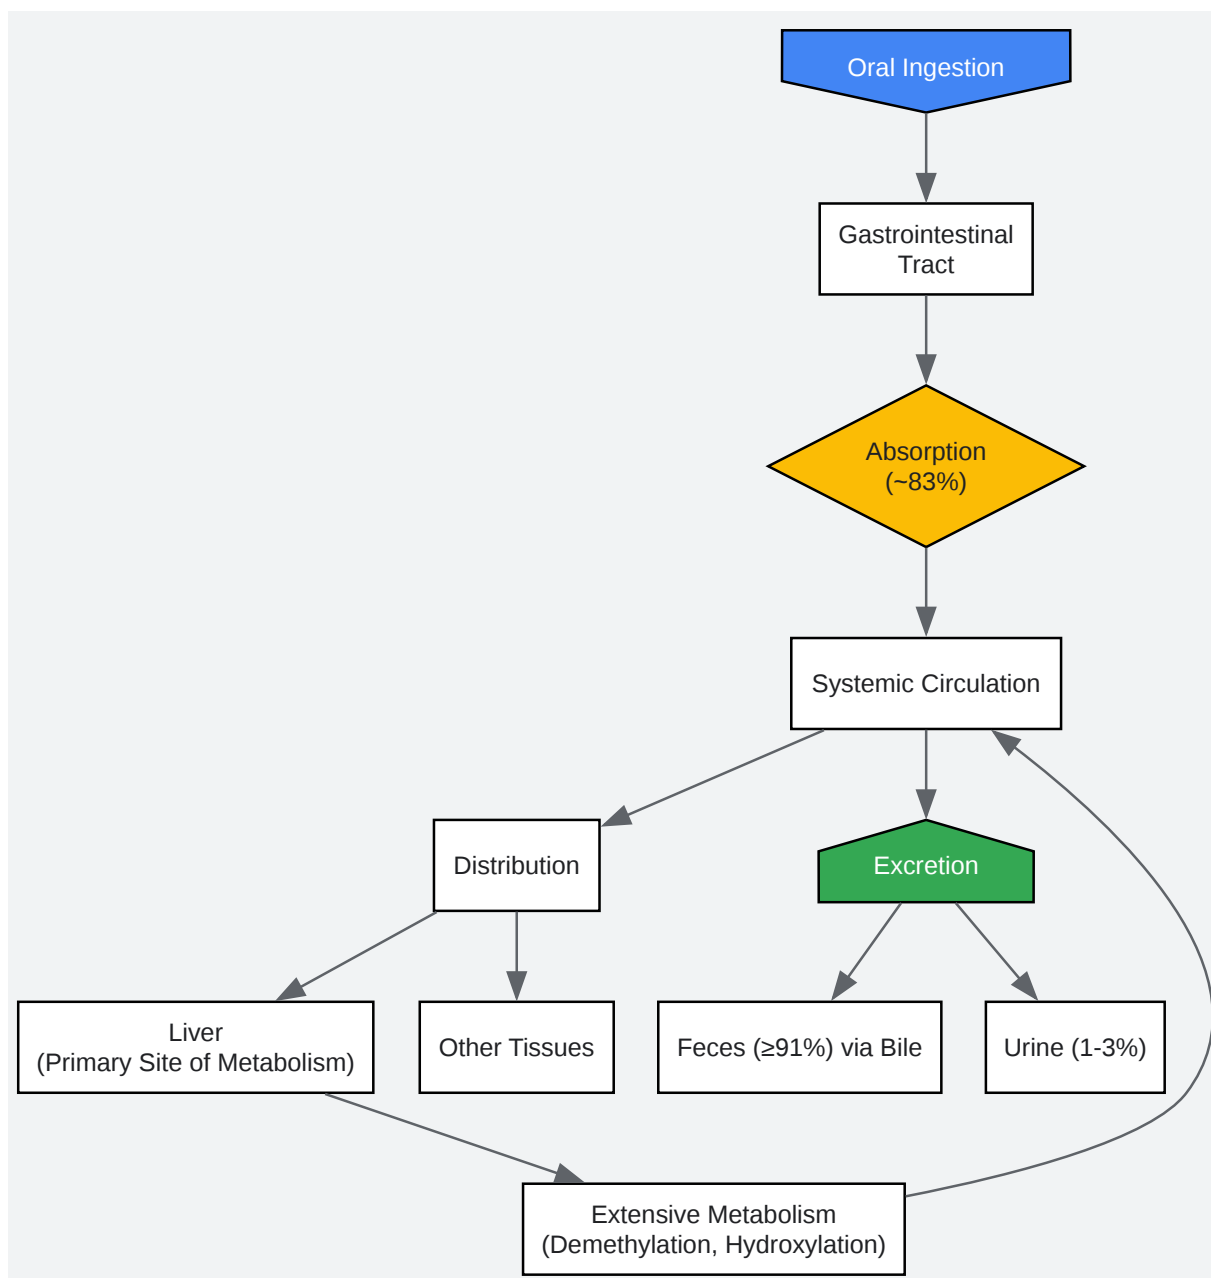 Oral Ingestion
Gastrointestinal
Tract
Absorption
(~83%)
Systemic Circulation
Distribution
Excretion
Liver
(Primary Site of Metabolism)
Other Tissues
Feces (≥91%) via Bile
Urine (1-3%)
Extensive Metabolism
(Demethylation, Hydroxylation)